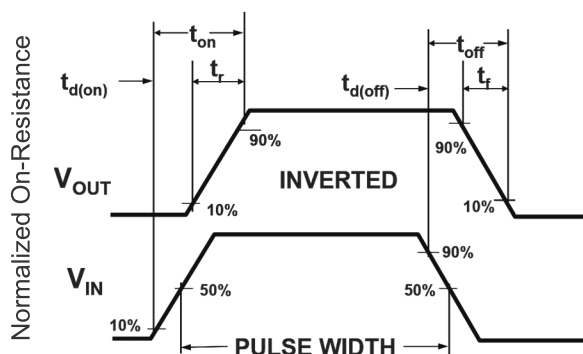 Normalized On-Resistance
t_on
t_off
t_d(on)
t_r
t_d(off)
t_f
90%
90%
V_OUT
INVERTED
10%
10%
V_IN
90%
50%
50%
10%
PULSE WIDTH